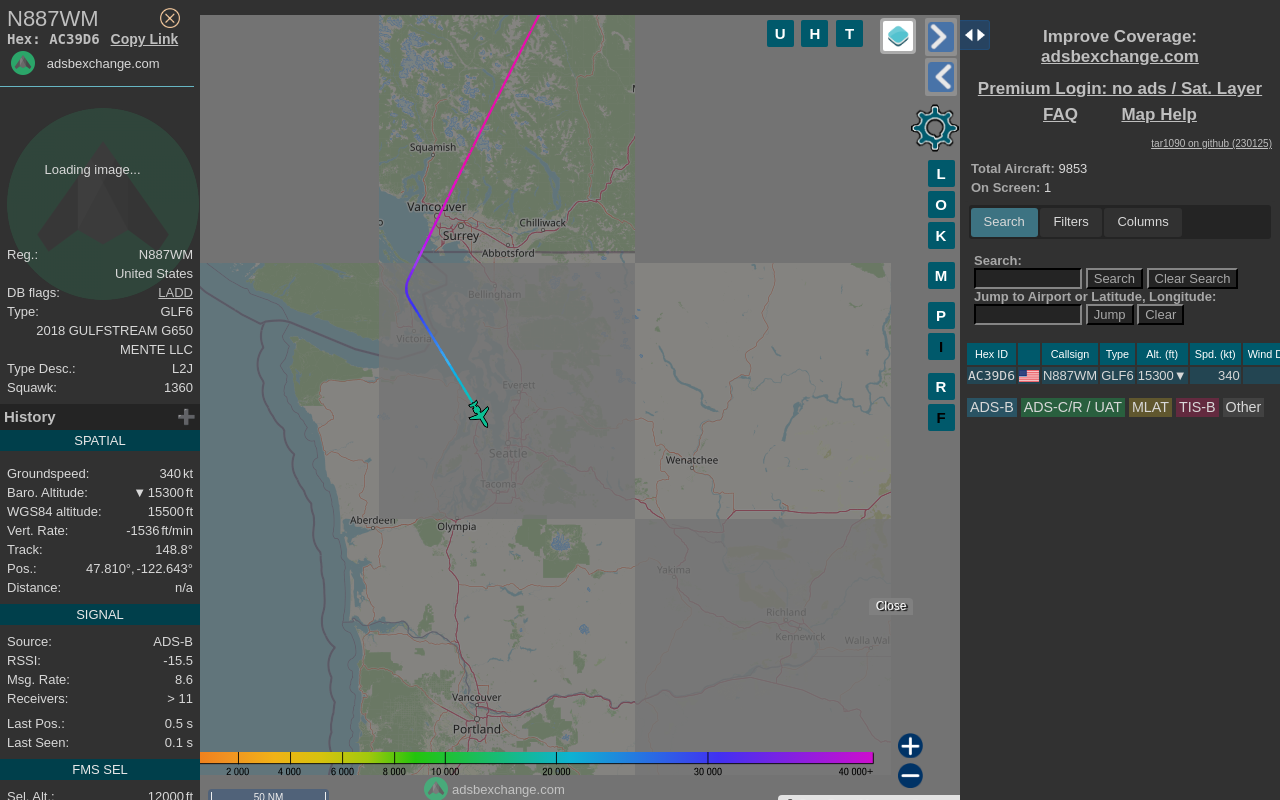 N887WM
Hex: AC39D6 Copy Link
adsbexchange.com
Loading image...
Reg.: N887WM
United States
DB flags: LADD
Type: GLF6
2018 GULFSTREAM G650
MENTE LLC
Type Desc.: L2J
Squawk: 1360
History
SPATIAL
Groundspeed: 340 kt
Baro. Altitude: ▼ 15300 ft
WGS84 altitude: 15500 ft
Vert. Rate: -1536 ft/min
Track: 148.8°
Pos.: 47.810°, -122.643°
Distance: n/a
SIGNAL
Source: ADS-B
RSSI: -15.5
Msg. Rate: 8.6
Receivers: > 11
Last Pos.: 0.5 s
Last Seen: 0.1 s
FMS SEL
Sel. Alt.: 12000 ft
U H T
L
O
K
M
P
I
R
F
Squamish
Vancouver
Surrey
Chilliwack
Abbotsford
Bellingham
Victoria
Everett
Seattle
Tacoma
Wenatchee
Aberdeen
Olympia
Yakima
Richland
Kennewick
Walla Wal
Vancouver
Portland
Close
2 000 4 000 6 000 8 000 10 000 20 000 30 000 40 000+
50 NM
adsbexchange.com
Improve Coverage:
adsbexchange.com
Premium Login: no ads / Sat. Layer
FAQ Map Help
tar1090 on github (230125)
Total Aircraft: 9853
On Screen: 1
Search Filters Columns
Search:
Search Clear Search
Jump to Airport or Latitude, Longitude:
Jump Clear
Hex ID Callsign Type Alt. (ft) Spd. (kt) Wind D
AC39D6 N887WM GLF6 15300▼ 340
ADS-B ADS-C/R / UAT MLAT TIS-B Other